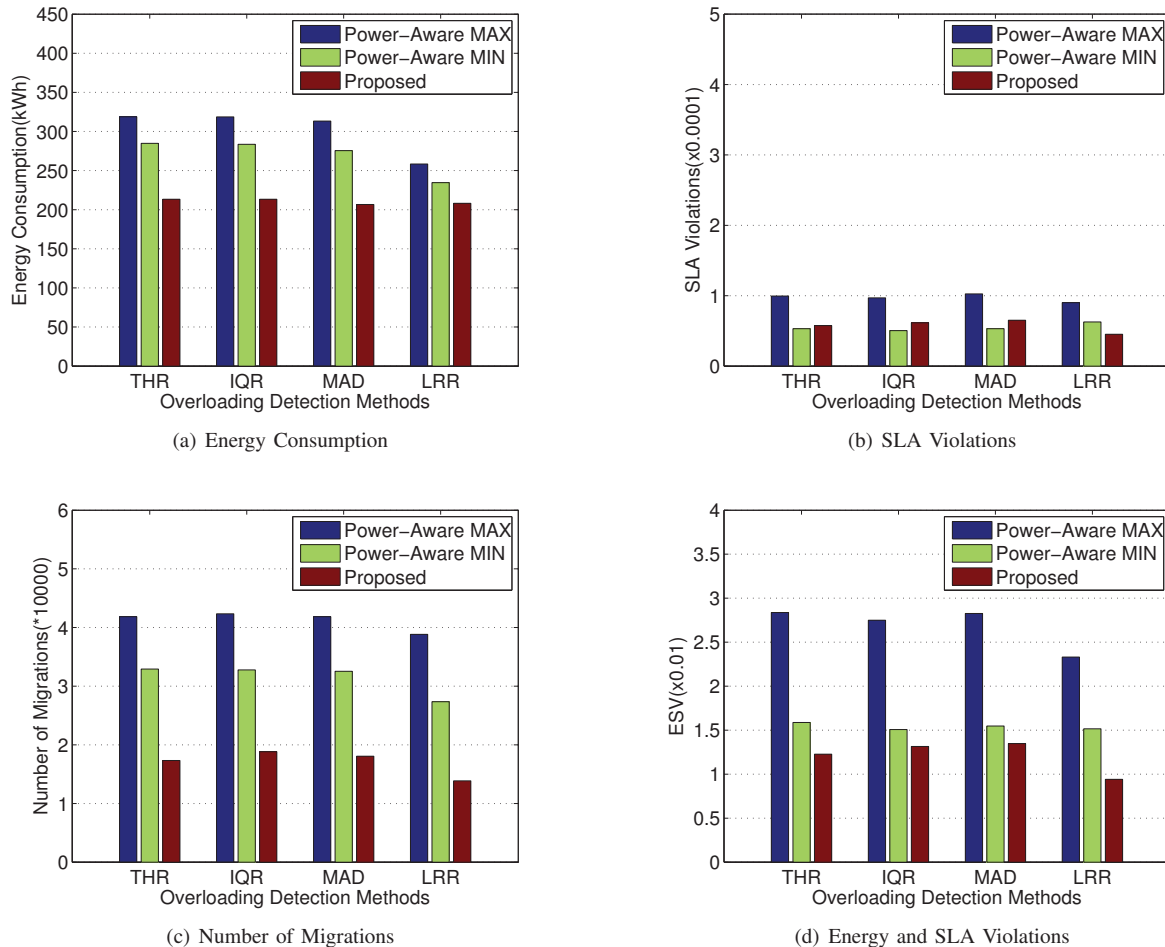 450
400
350
300
250
200
150
100
50
0
Energy Consumption(kWh)
Power-Aware MAX
Power-Aware MIN
Proposed
THR IQR MAD LRR
Overloading Detection Methods
(a) Energy Consumption
5
4
3
2
1
0
SLA Violations(x0.0001)
Power-Aware MAX
Power-Aware MIN
Proposed
THR IQR MAD LRR
Overloading Detection Methods
(b) SLA Violations
6
5
4
3
2
1
0
Number of Migrations(*10000)
Power-Aware MAX
Power-Aware MIN
Proposed
THR IQR MAD LRR
Overloading Detection Methods
(c) Number of Migrations
4
3.5
3
2.5
2
1.5
1
0.5
0
ESV(x0.01)
Power-Aware MAX
Power-Aware MIN
Proposed
THR IQR MAD LRR
Overloading Detection Methods
(d) Energy and SLA Violations